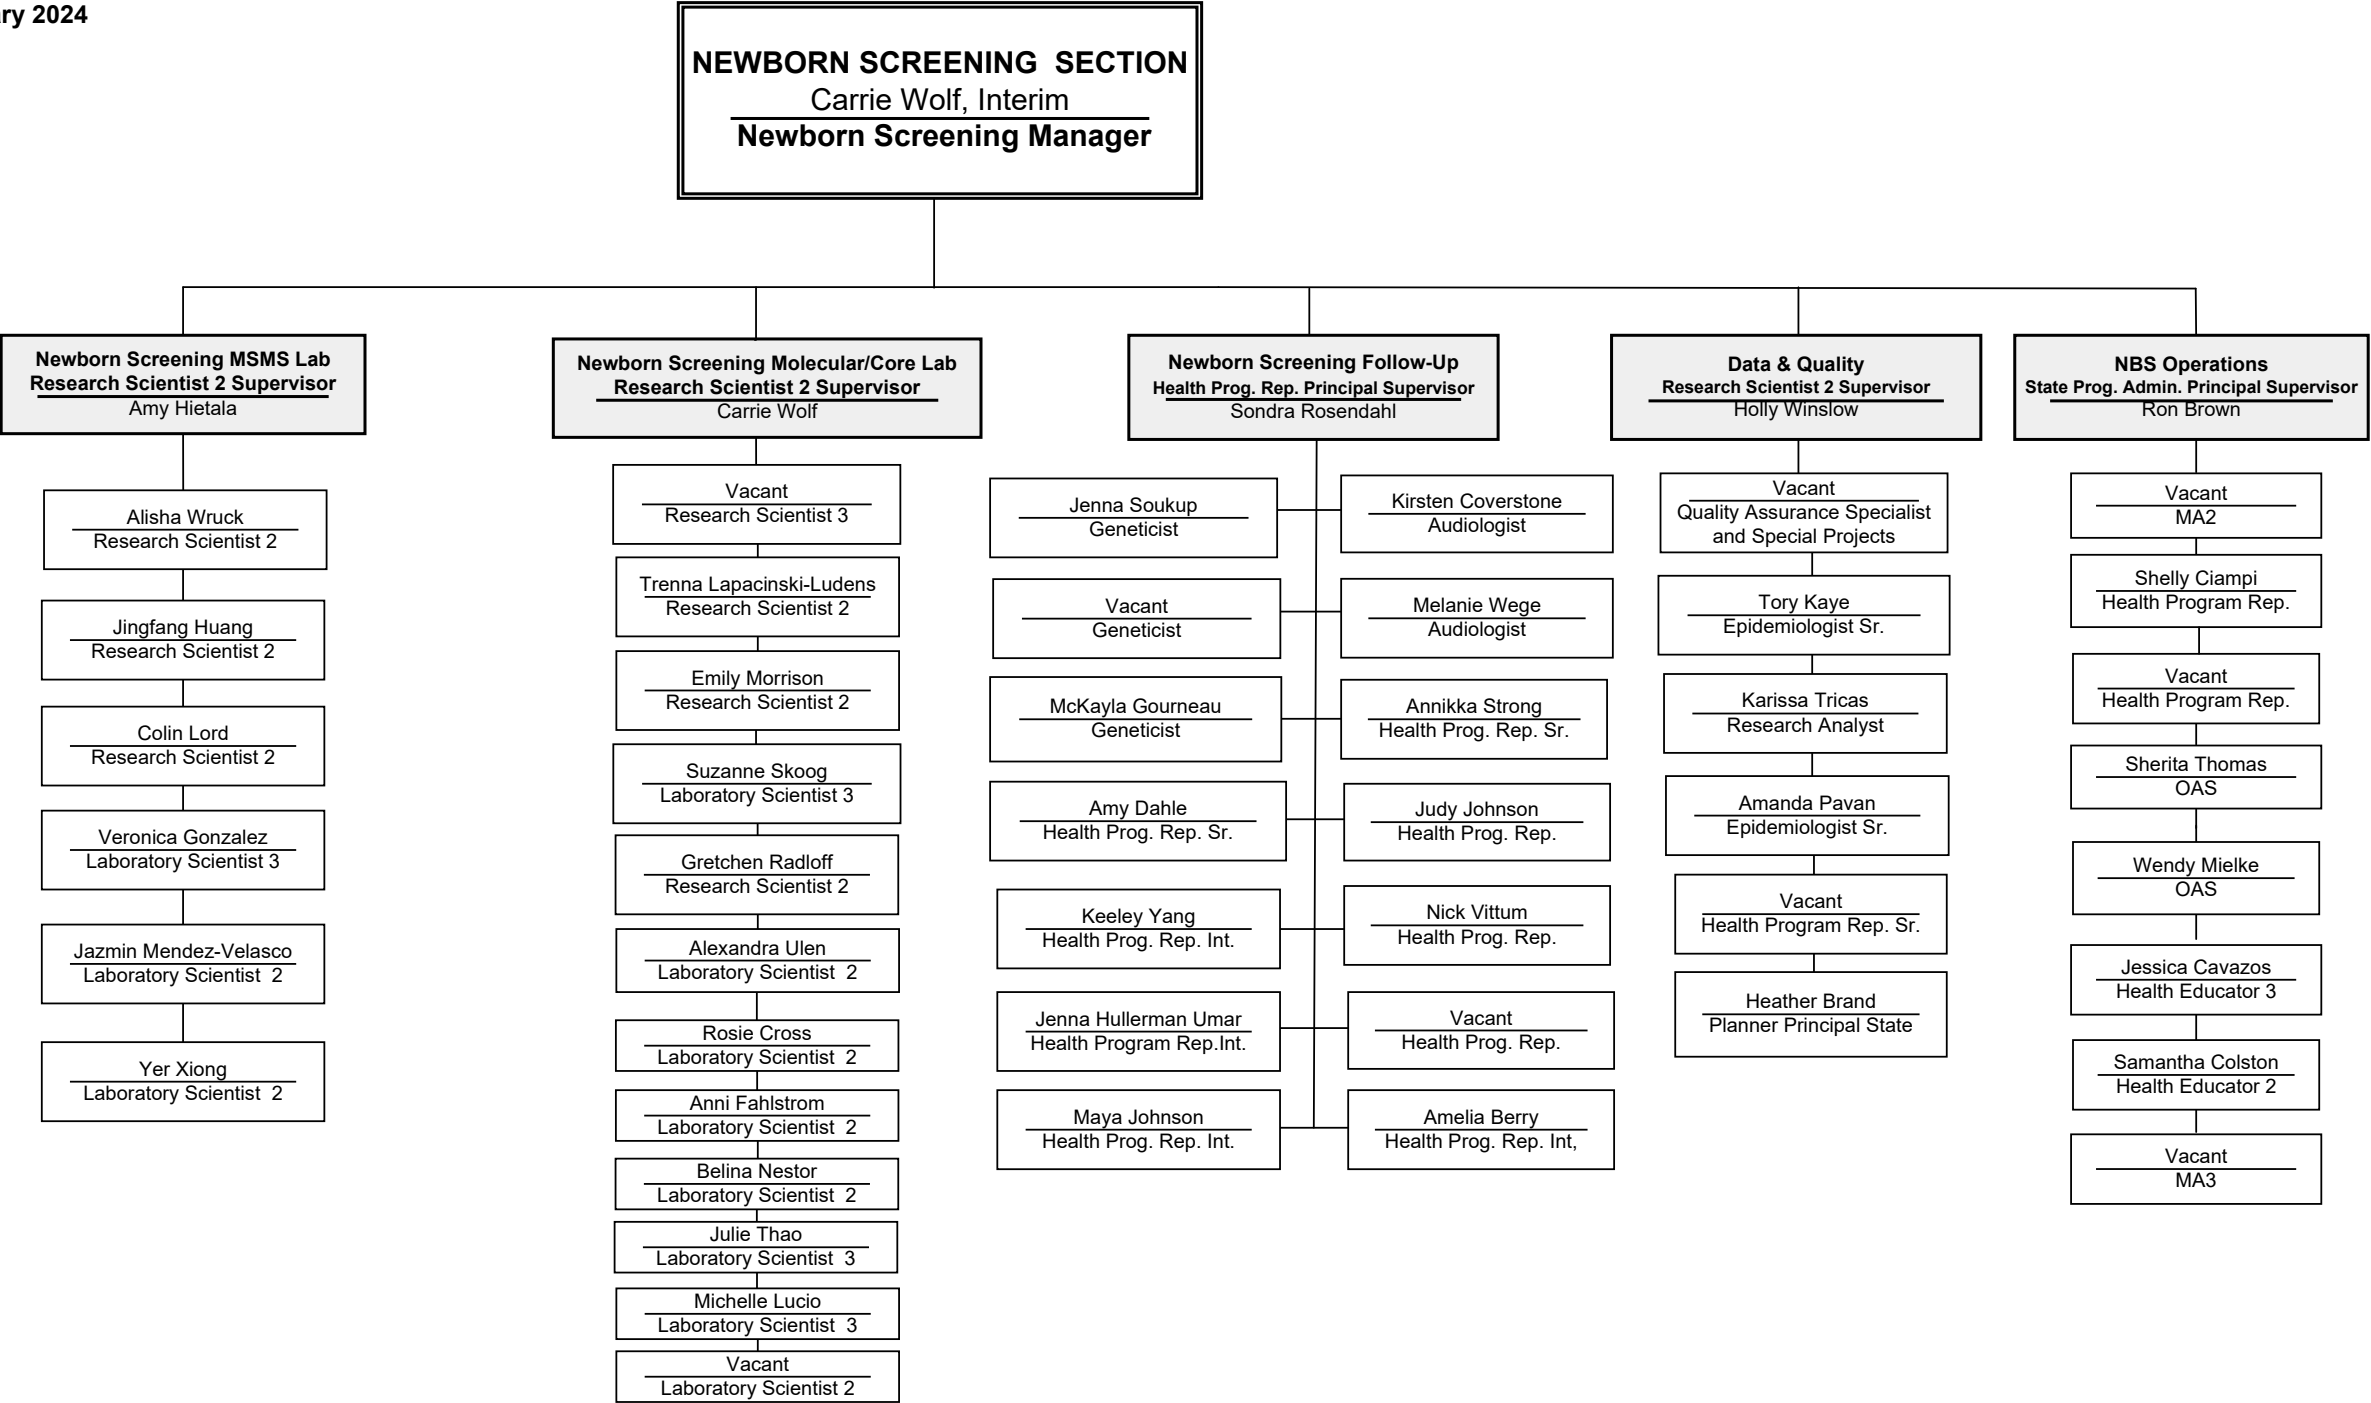 2024
NEWBORN SCREENING  SECTION
Carrie Wolf, Interim
Newborn Screening Manager
Newborn Screening MSMS Lab
Research Scientist 2 Supervisor
Amy Hietala
Alisha Wruck
Research Scientist 2
Jingfang Huang
Research Scientist 2
Colin Lord
Research Scientist 2
Veronica Gonzalez
Laboratory Scientist 3
Jazmin Mendez-Velasco
Laboratory Scientist  2
Yer Xiong
Laboratory Scientist  2
Newborn Screening Molecular/Core Lab
Research Scientist 2 Supervisor
Carrie Wolf
Vacant
Research Scientist 3
Trenna Lapacinski-Ludens
Research Scientist 2
Emily Morrison
Research Scientist 2
Suzanne Skoog
Laboratory Scientist 3
Gretchen Radloff
Research Scientist 2
Alexandra Ulen
Laboratory Scientist  2
Rosie Cross
Laboratory Scientist  2
Anni Fahlstrom
Laboratory Scientist  2
Belina Nestor
Laboratory Scientist  2
Julie Thao
Laboratory Scientist  3
Michelle Lucio
Laboratory Scientist  3
Vacant
Laboratory Scientist 2
Newborn Screening Follow-Up
Health Prog. Rep. Principal Supervisor
Sondra Rosendahl
Jenna Soukup
Geneticist
Kirsten Coverstone
Audiologist
Vacant
Geneticist
Melanie Wege
Audiologist
McKayla Gourneau
Geneticist
Annikka Strong
Health Prog. Rep. Sr.
Amy Dahle
Health Prog. Rep. Sr.
Judy Johnson
Health Prog. Rep.
Keeley Yang
Health Prog. Rep. Int.
Nick Vittum
Health Prog. Rep.
Jenna Hullerman Umar
Health Program Rep.Int.
Vacant
Health Prog. Rep.
Maya Johnson
Health Prog. Rep. Int.
Amelia Berry
Health Prog. Rep. Int,
Data & Quality
Research Scientist 2 Supervisor
Holly Winslow
Vacant
Quality Assurance Specialist
and Special Projects
Tory Kaye
Epidemiologist Sr.
Karissa Tricas
Research Analyst
Amanda Pavan
Epidemiologist Sr.
Vacant
Health Program Rep. Sr.
Heather Brand
Planner Principal State
NBS Operations
State Prog. Admin. Principal Supervisor
Ron Brown
Vacant
MA2
Shelly Ciampi
Health Program Rep.
Vacant
Health Program Rep.
Sherita Thomas
OAS
Wendy Mielke
OAS
Jessica Cavazos
Health Educator 3
Samantha Colston
Health Educator 2
Vacant
MA3